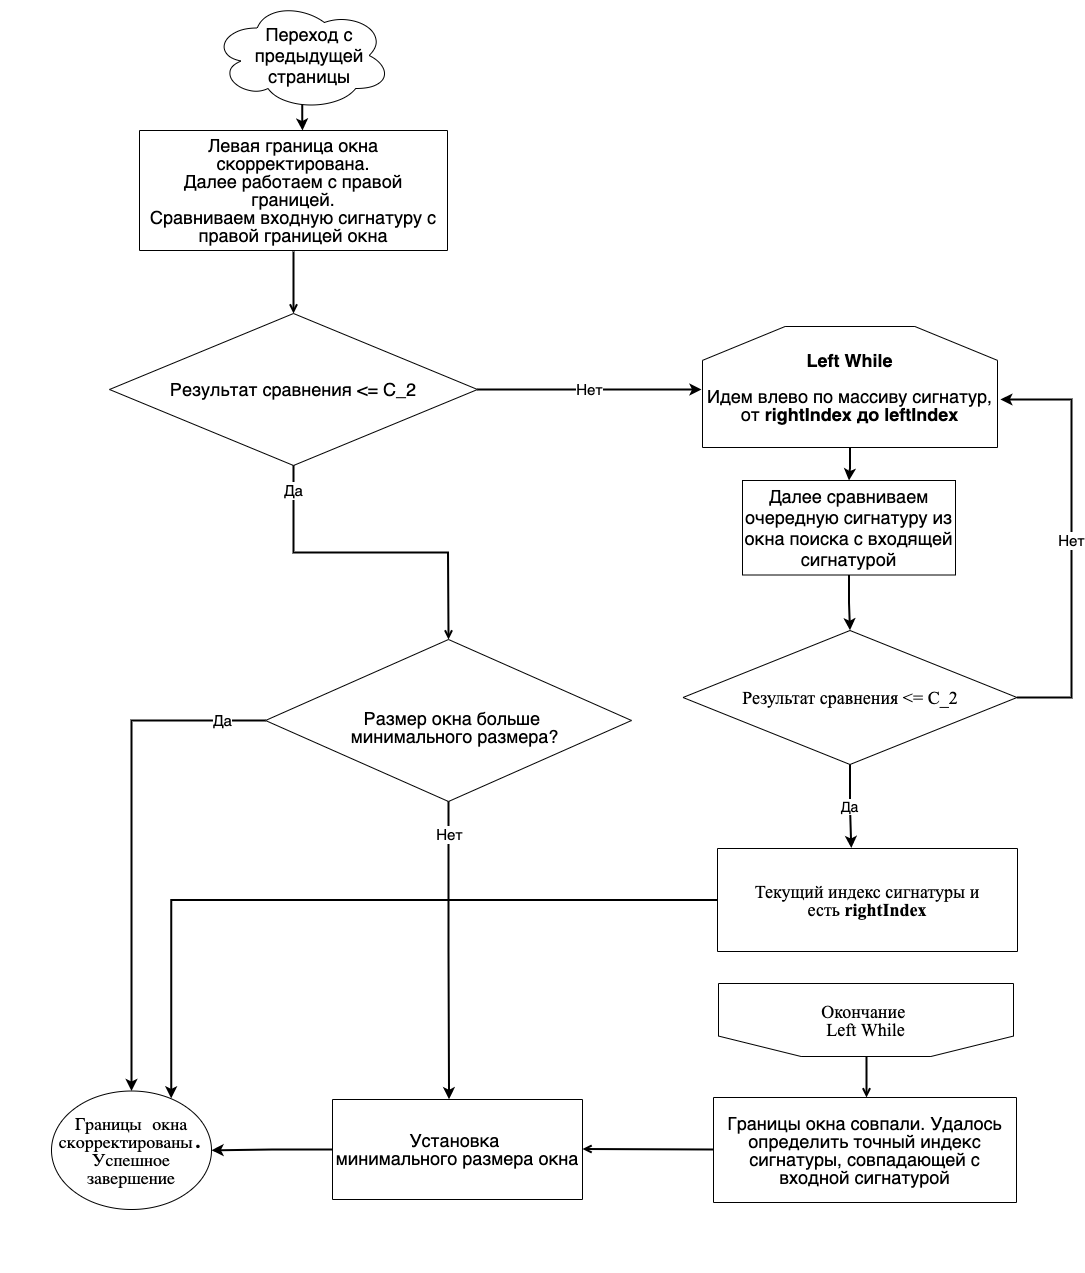 Переход с
предыдущей
страницы
Левая граница окна
скорректирована.
Далее работаем с правой
границей.
Сравниваем входную сигнатуру с
правой границей окна
Результат сравнения <= C_2
Нет
Left While
Идем влево по массиву сигнатур,
от rightIndex до leftIndex
Да
Далее сравниваем
очередную сигнатуру из
окна поиска с входящей
сигнатурой
Нет
Результат сравнения <= C_2
Да
Размер окна больше
минимального размера?
Да
Нет
Текущий индекс сигнатуры и
есть rightIndex
Окончание
Left While
Границы окна
скорректированы.
Успешное
завершение
Установка
минимального размера окна
Границы окна совпали. Удалось
определить точный индекс
сигнатуры, совпадающей с
входной сигнатурой